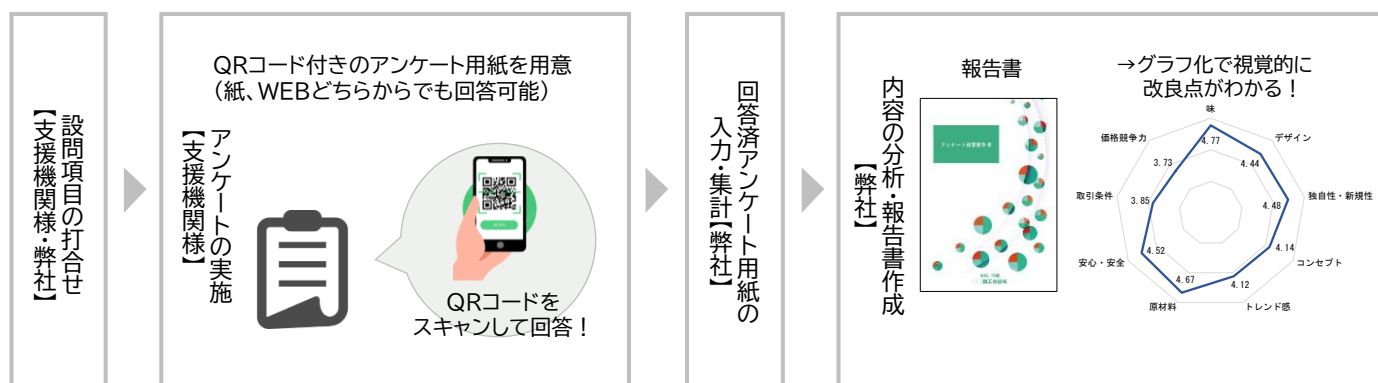 設問項目の打合せ
【支援機関様・弊社】
QRコード付きのアンケート用紙を用意
（紙、WEBどちらからでも回答可能）
アンケートの実施
【支援機関様】
QRコードを
スキャンして回答！
回答済アンケート用紙の
入力・集計【弊社】
内容の分析・報告書作成
【弊社】
報告書
→グラフ化で視覚的に
改良点がわかる！
味
デザイン
独自性・新規性
コンセプト
トレンド感
原材料
安心・安全
取引条件
価格競争力
4.77
4.44
4.48
4.14
4.12
4.67
4.52
3.85
3.73